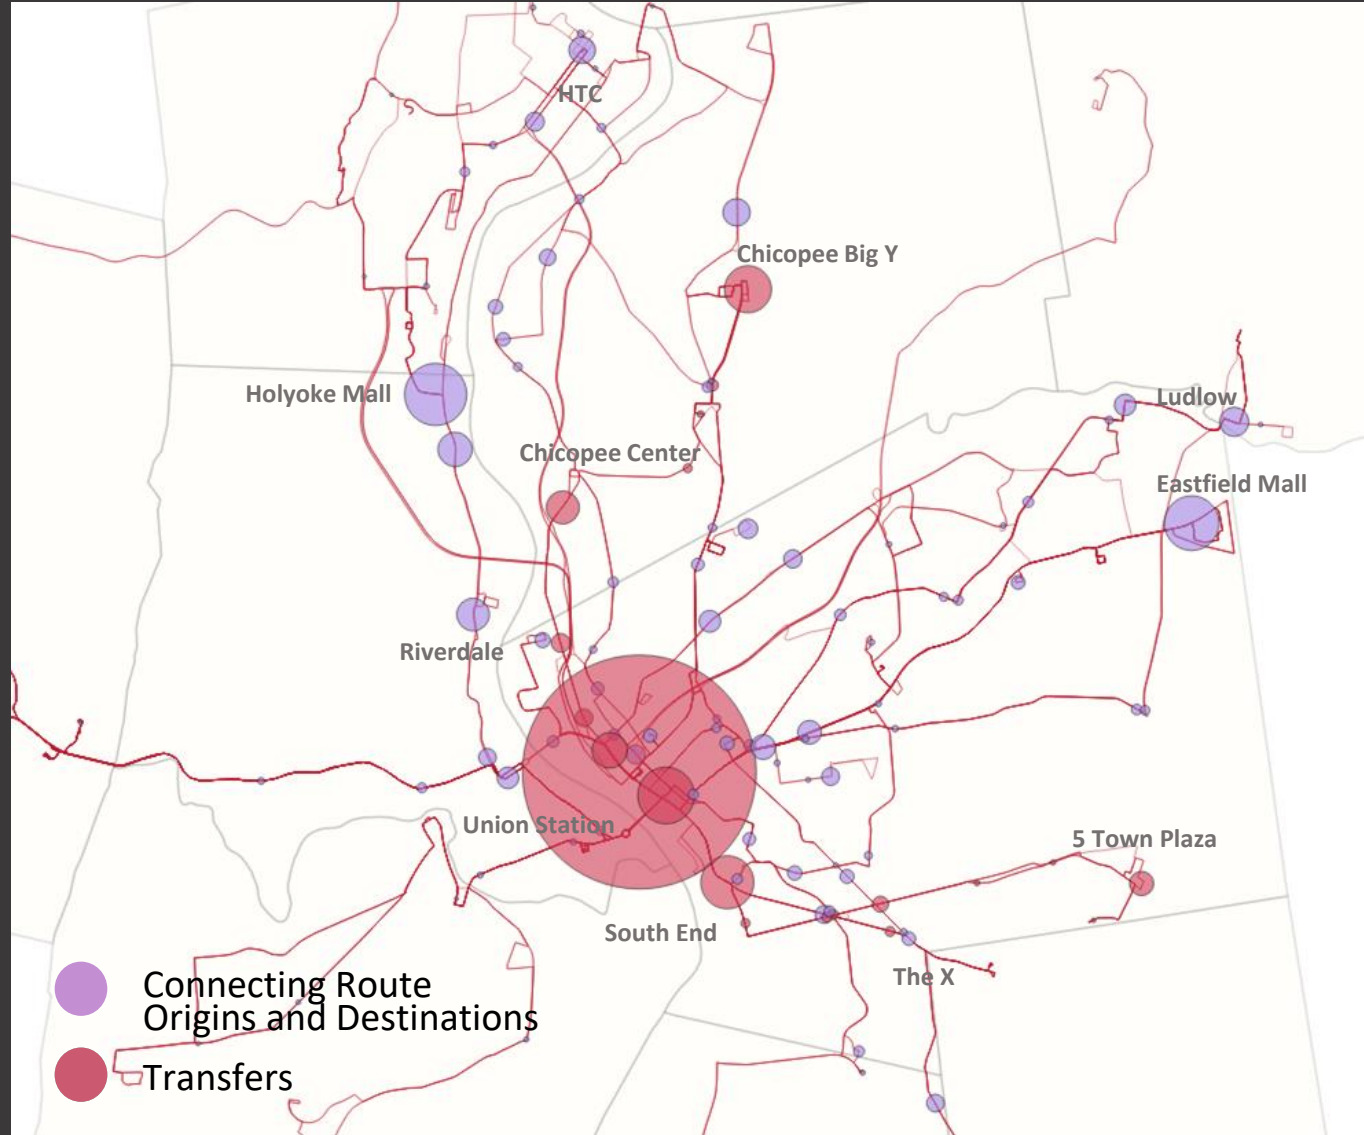 HTC
Chicopee Big Y
Holyoke Mall
Ludlow
Chicopee Center
Eastfield Mall
Riverdale
Union Station
5 Town Plaza
South End
The X
Connecting Route
Origins and Destinations
Transfers